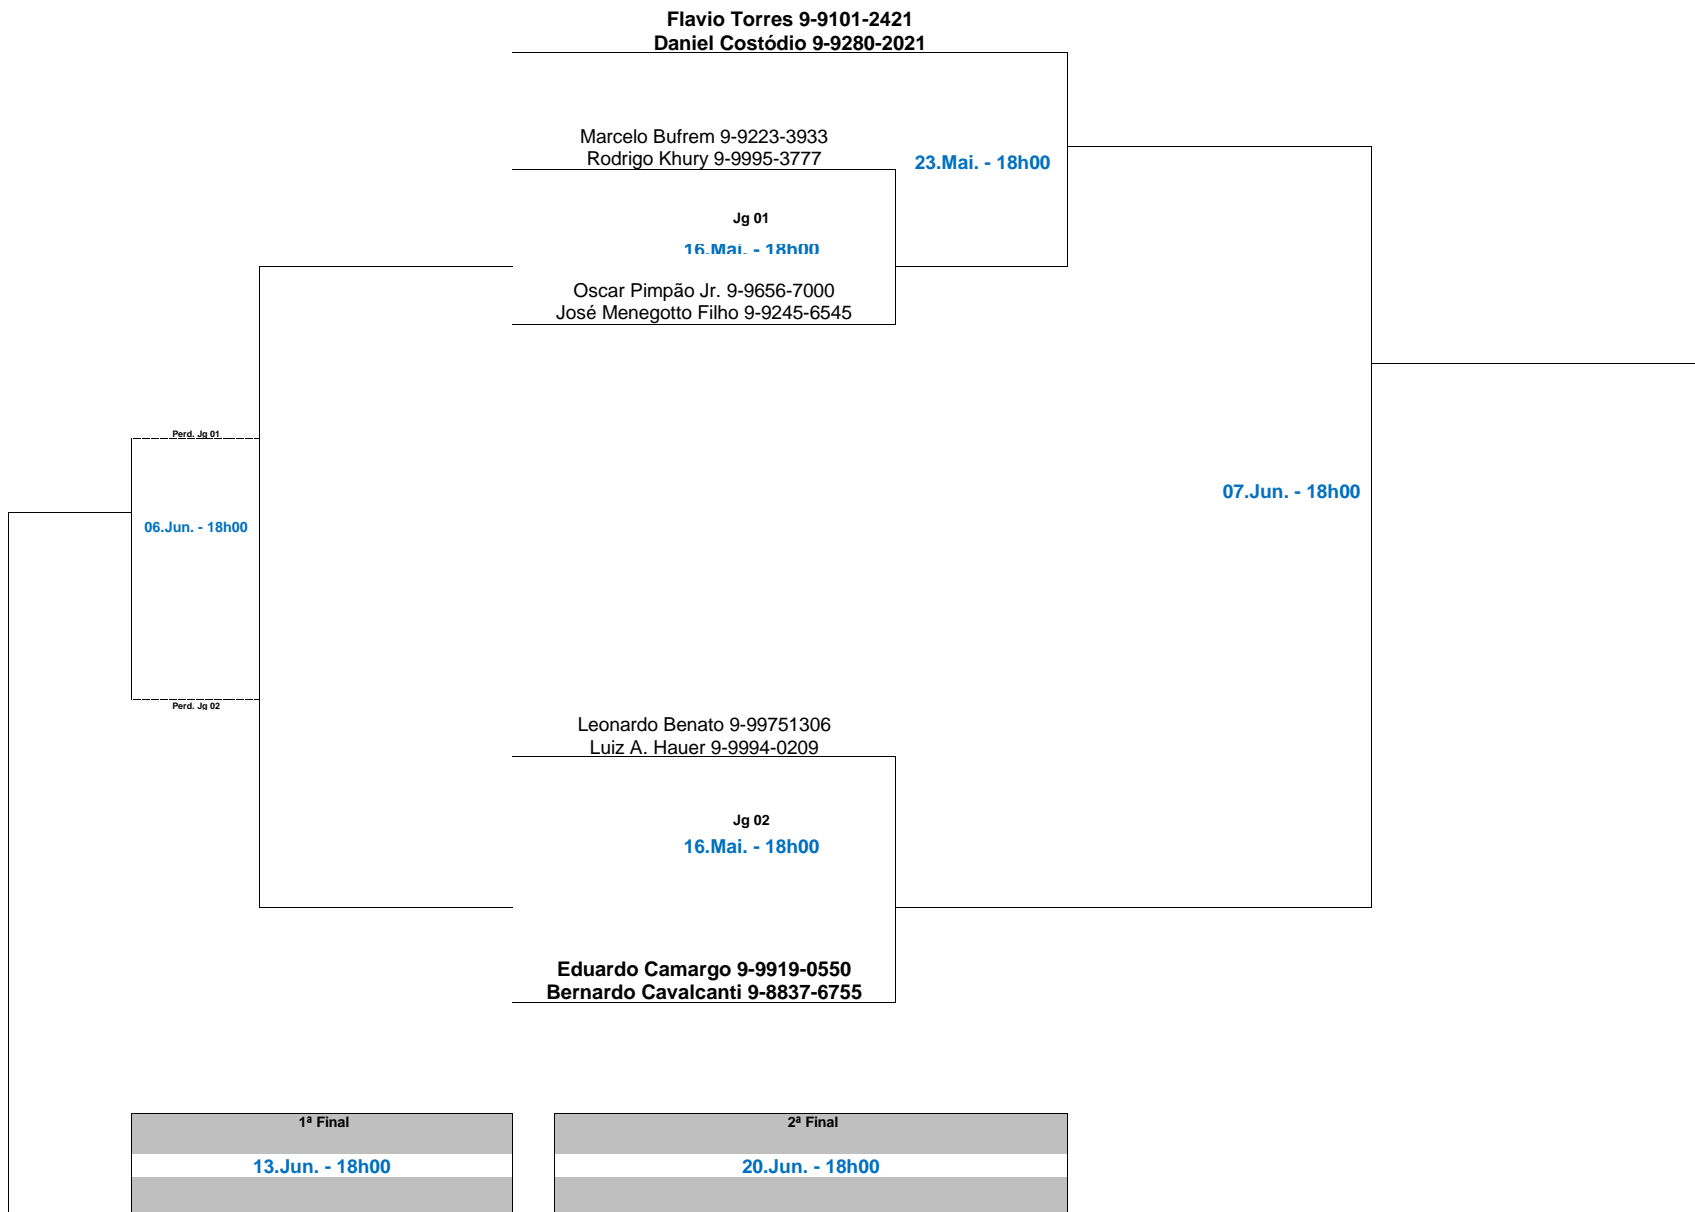 Flavio Torres 9-9101-2421
Daniel Costódio 9-9280-2021
Marcelo Bufrem 9-9223-3933
Rodrigo Khury 9-9995-3777
23.Mai. - 18h00
Jg 01
16.Mai. - 18h00
Oscar Pimpão Jr. 9-9656-7000
José Menegotto Filho 9-9245-6545
Perd. Jg 01
07.Jun. - 18h00
06.Jun. - 18h00
Perd. Jg 02
Leonardo Benato 9-99751306
Luiz A. Hauer 9-9994-0209
Jg 02
16.Mai. - 18h00
Eduardo Camargo 9-9919-0550
Bernardo Cavalcanti 9-8837-6755
1ª Final
2ª Final
13.Jun. - 18h00
20.Jun. - 18h00